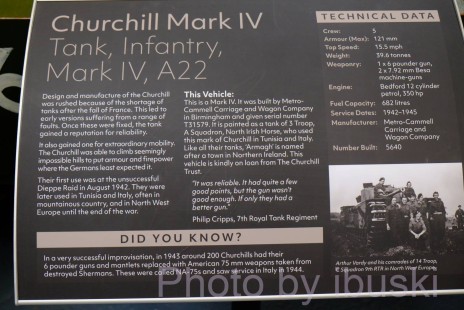 Churchill Mark IV
Tank, Infantry,
Mark IV, A22
Design and manufacture of the Churchill
was rushed because of the shortage of
tanks after the fall of France. This led to
early versions suffering from a range of
faults. Once these were fixed, the tank
gained a reputation for reliability.
It also gained one for extraordinary mobility.
The Churchill was able to climb seemingly
impossible hills to put armour and firepower
where the Germans least expected it.
Their first use was at the unsuccessful
Dieppe Raid in August 1942. They were
later used in Tunisia and Italy, often in
mountainous country, and in North West
Europe until the end of the war.
This Vehicle:
This is a Mark IV. It was built by Metro-
Cammell Carriage and Wagon Company
in Birmingham and given serial number
T31579. It is painted as a tank of 3 Troop,
A Squadron, North Irish Horse, who used
this mark of Churchill in Tunisia and Italy.
Like all their tanks, 'Armagh' is named
after a town in Northern Ireland. This
vehicle is kindly on loan from The Churchill
Trust.
"It was reliable. It had quite a few
good points, but the gun wasn't
good enough. If only they had a
better gun."
Philip Cripps, 7th Royal Tank Regiment
TECHNICAL DATA
Crew: 5
Armour (Max): 121 mm
Top Speed: 15.5 mph
Weight: 39.6 tonnes
Weaponry: 1 x 6 pounder gun,
2 x 7.92 mm Besa
machine-guns
Engine: Bedford 12 cylinder
petrol, 350 hp
Fuel Capacity: 682 litres
Service Dates: 1942–1945
Manufacturer: Metro-Cammell
Carriage and
Wagon Company
Number Built: 5640
DID YOU KNOW?
In a very successful improvisation, in 1943 around 200 Churchills had their
6 pounder guns and mantlets replaced with American 75 mm weapons taken from
destroyed Shermans. These were called NA-75s and saw service in Italy in 1944.
Arthur Vardy and his comrades of 14 Troop,
C Squadron 9th RTR in North West Europe.
Photo by ibuski